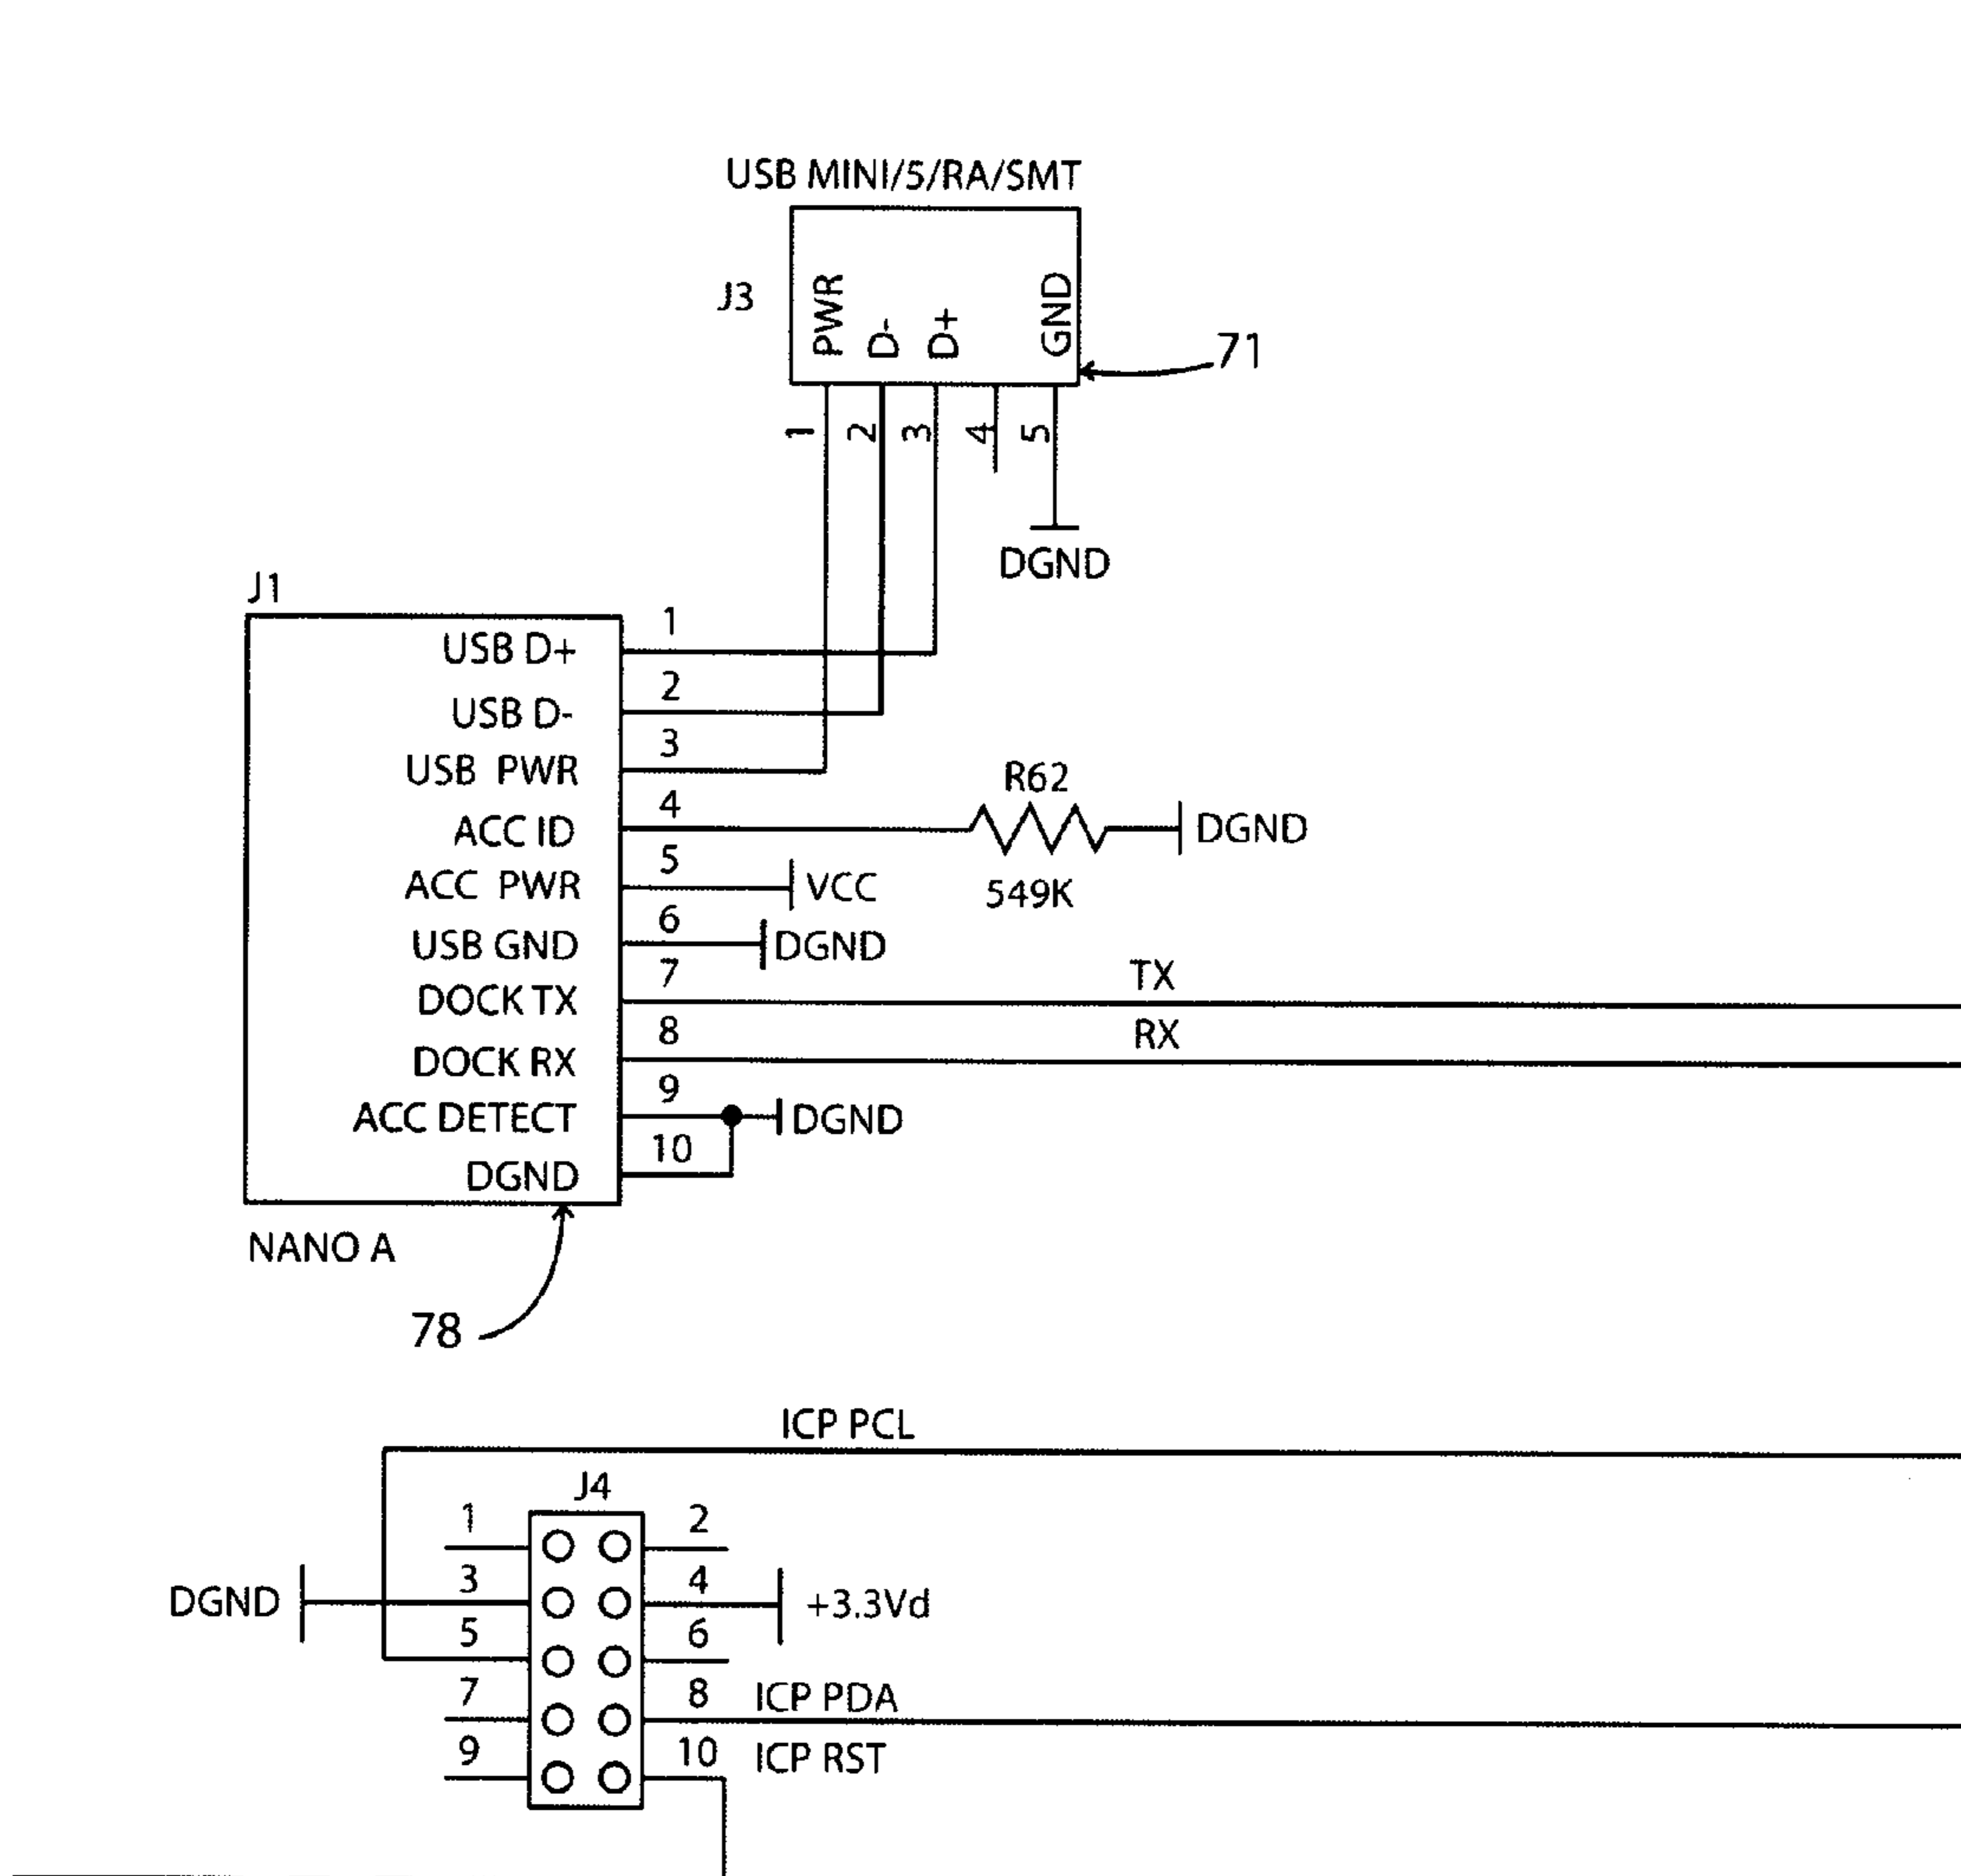 USB MINI/5/RA/SMT
J3
PWR
D-
D+
GND
71
1
2
3
4
5
DGND
J1
USB D+ 1
USB D- 2
USB PWR 3
R62
ACC ID 4
DGND
549K
ACC PWR 5
VCC
USB GND 6
DGND
DOCK TX 7
TX
DOCK RX 8
RX
ACC DETECT 9
DGND
DGND 10
NANO A
78
ICP PCL
J4
1 2
DGND 3 4 +3.3Vd
5 6
7 8 ICP PDA
9 10 ICP RST